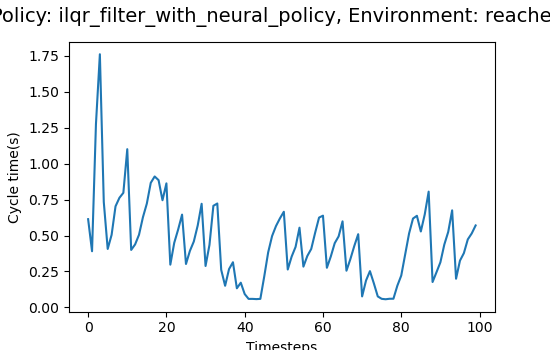 Policy: ilqr_filter_with_neural_policy, Environment: reache
Cycle time(s)
1.75
1.50
1.25
1.00
0.75
0.50
0.25
0.00
0 20 40 60 80 100
Timesteps